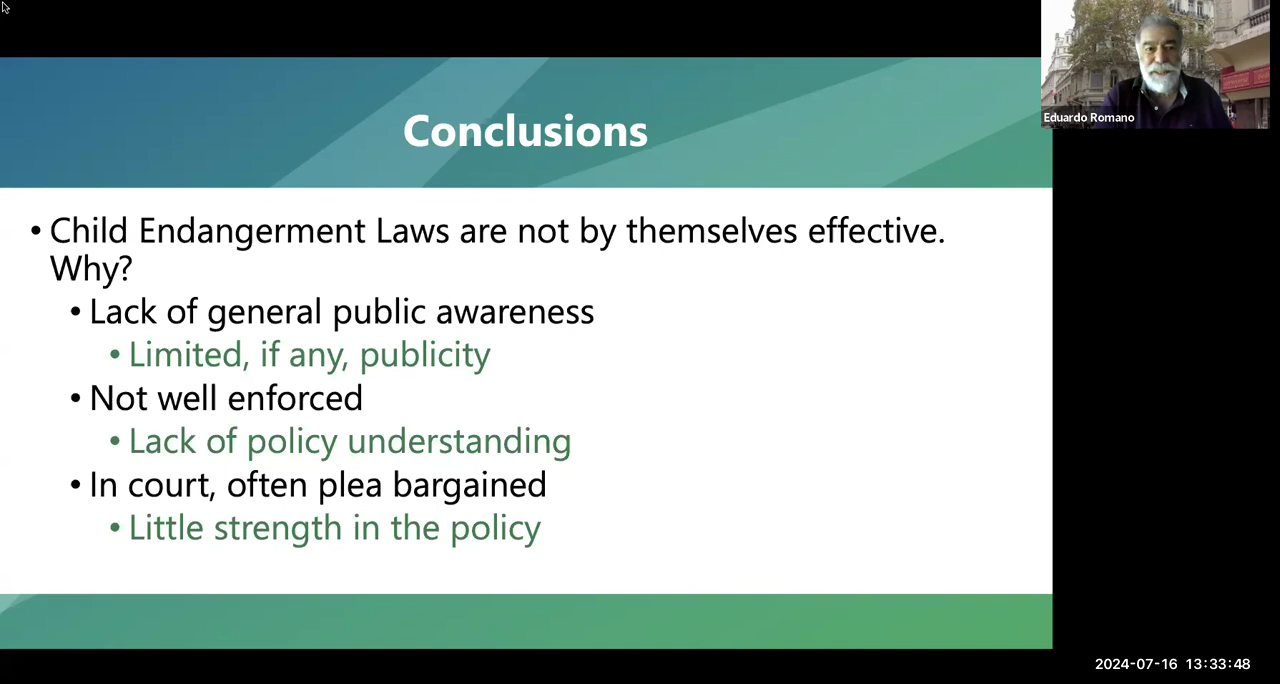 Conclusions
• Child Endangerment Laws are not by themselves effective.
Why?
• Lack of general public awareness
• Limited, if any, publicity
• Not well enforced
• Lack of policy understanding
• In court, often plea bargained
• Little strength in the policy
Eduardo Romano
2024-07-16 13:33:48